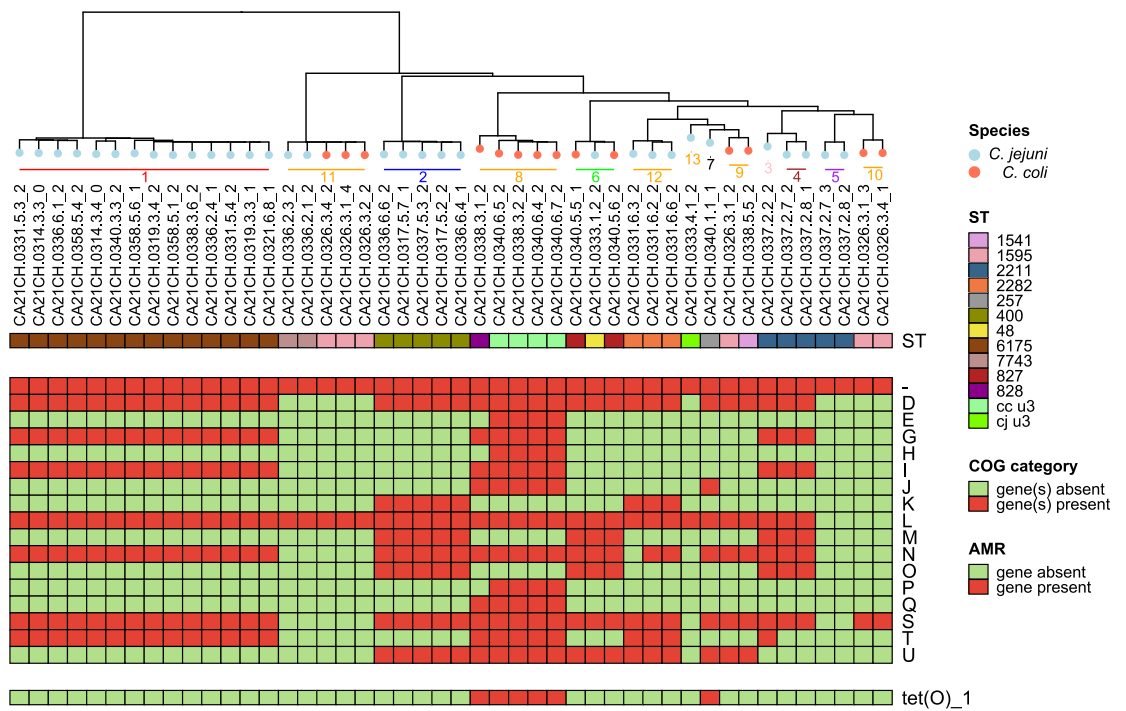 1
11
2
8
6
12
13
7
9
3
4
5
10
CA21CH.0331.5.3_2
CA21CH.0314.3.3_0
CA21CH.0336.6.1_2
CA21CH.0358.5.4_2
CA21CH.0314.3.4_0
CA21CH.0340.3.3_2
CA21CH.0358.5.6_1
CA21CH.0319.3.4_2
CA21CH.0358.5.1_2
CA21CH.0338.3.6_2
CA21CH.0336.2.4_1
CA21CH.0331.5.4_2
CA21CH.0319.3.3_1
CA21CH.0321.6.8_1
CA21CH.0336.2.3_2
CA21CH.0336.2.1_2
CA21CH.0326.3.4_2
CA21CH.0326.3.1_4
CA21CH.0326.3.2_2
CA21CH.0336.6.6_2
CA21CH.0317.5.7_1
CA21CH.0337.5.3_2
CA21CH.0317.5.2_2
CA21CH.0336.6.4_1
CA21CH.0338.3.1_2
CA21CH.0340.6.5_2
CA21CH.0338.3.2_2
CA21CH.0340.6.4_2
CA21CH.0340.6.7_2
CA21CH.0340.5.5_1
CA21CH.0333.1.2_2
CA21CH.0340.5.6_2
CA21CH.0331.6.3_2
CA21CH.0331.6.2_2
CA21CH.0331.6.6_2
CA21CH.0333.4.1_2
CA21CH.0340.1.1_1
CA21CH.0326.3.1_2
CA21CH.0338.5.5_2
CA21CH.0337.2.2_2
CA21CH.0337.2.7_2
CA21CH.0337.2.8_1
CA21CH.0337.2.7_3
CA21CH.0337.2.8_2
CA21CH.0326.3.1_3
CA21CH.0326.3.4_1
ST
-
D
E
G
H
I
J
K
L
M
N
O
P
Q
S
T
U
tet(O)_1
Species
C. jejuni
C. coli
ST
1541
1595
2211
2282
257
400
48
6175
7743
827
828
cc u3
cj u3
COG category
gene(s) absent
gene(s) present
AMR
gene absent
gene present